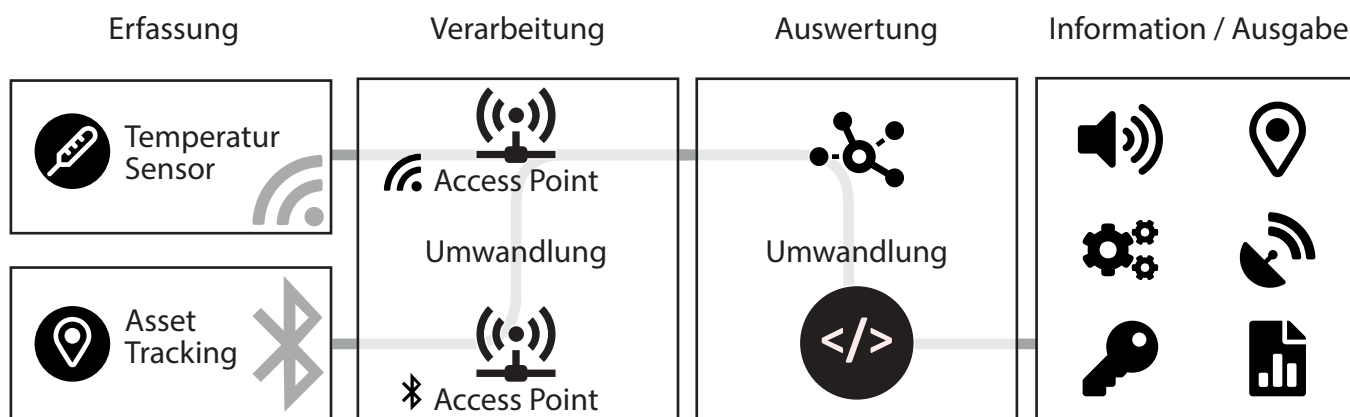 Erfassung
Verarbeitung
Auswertung
Information / Ausgabe
Temperatur
Sensor
Access Point
Umwandlung
Asset
Tracking
Access Point
Umwandlung
</>